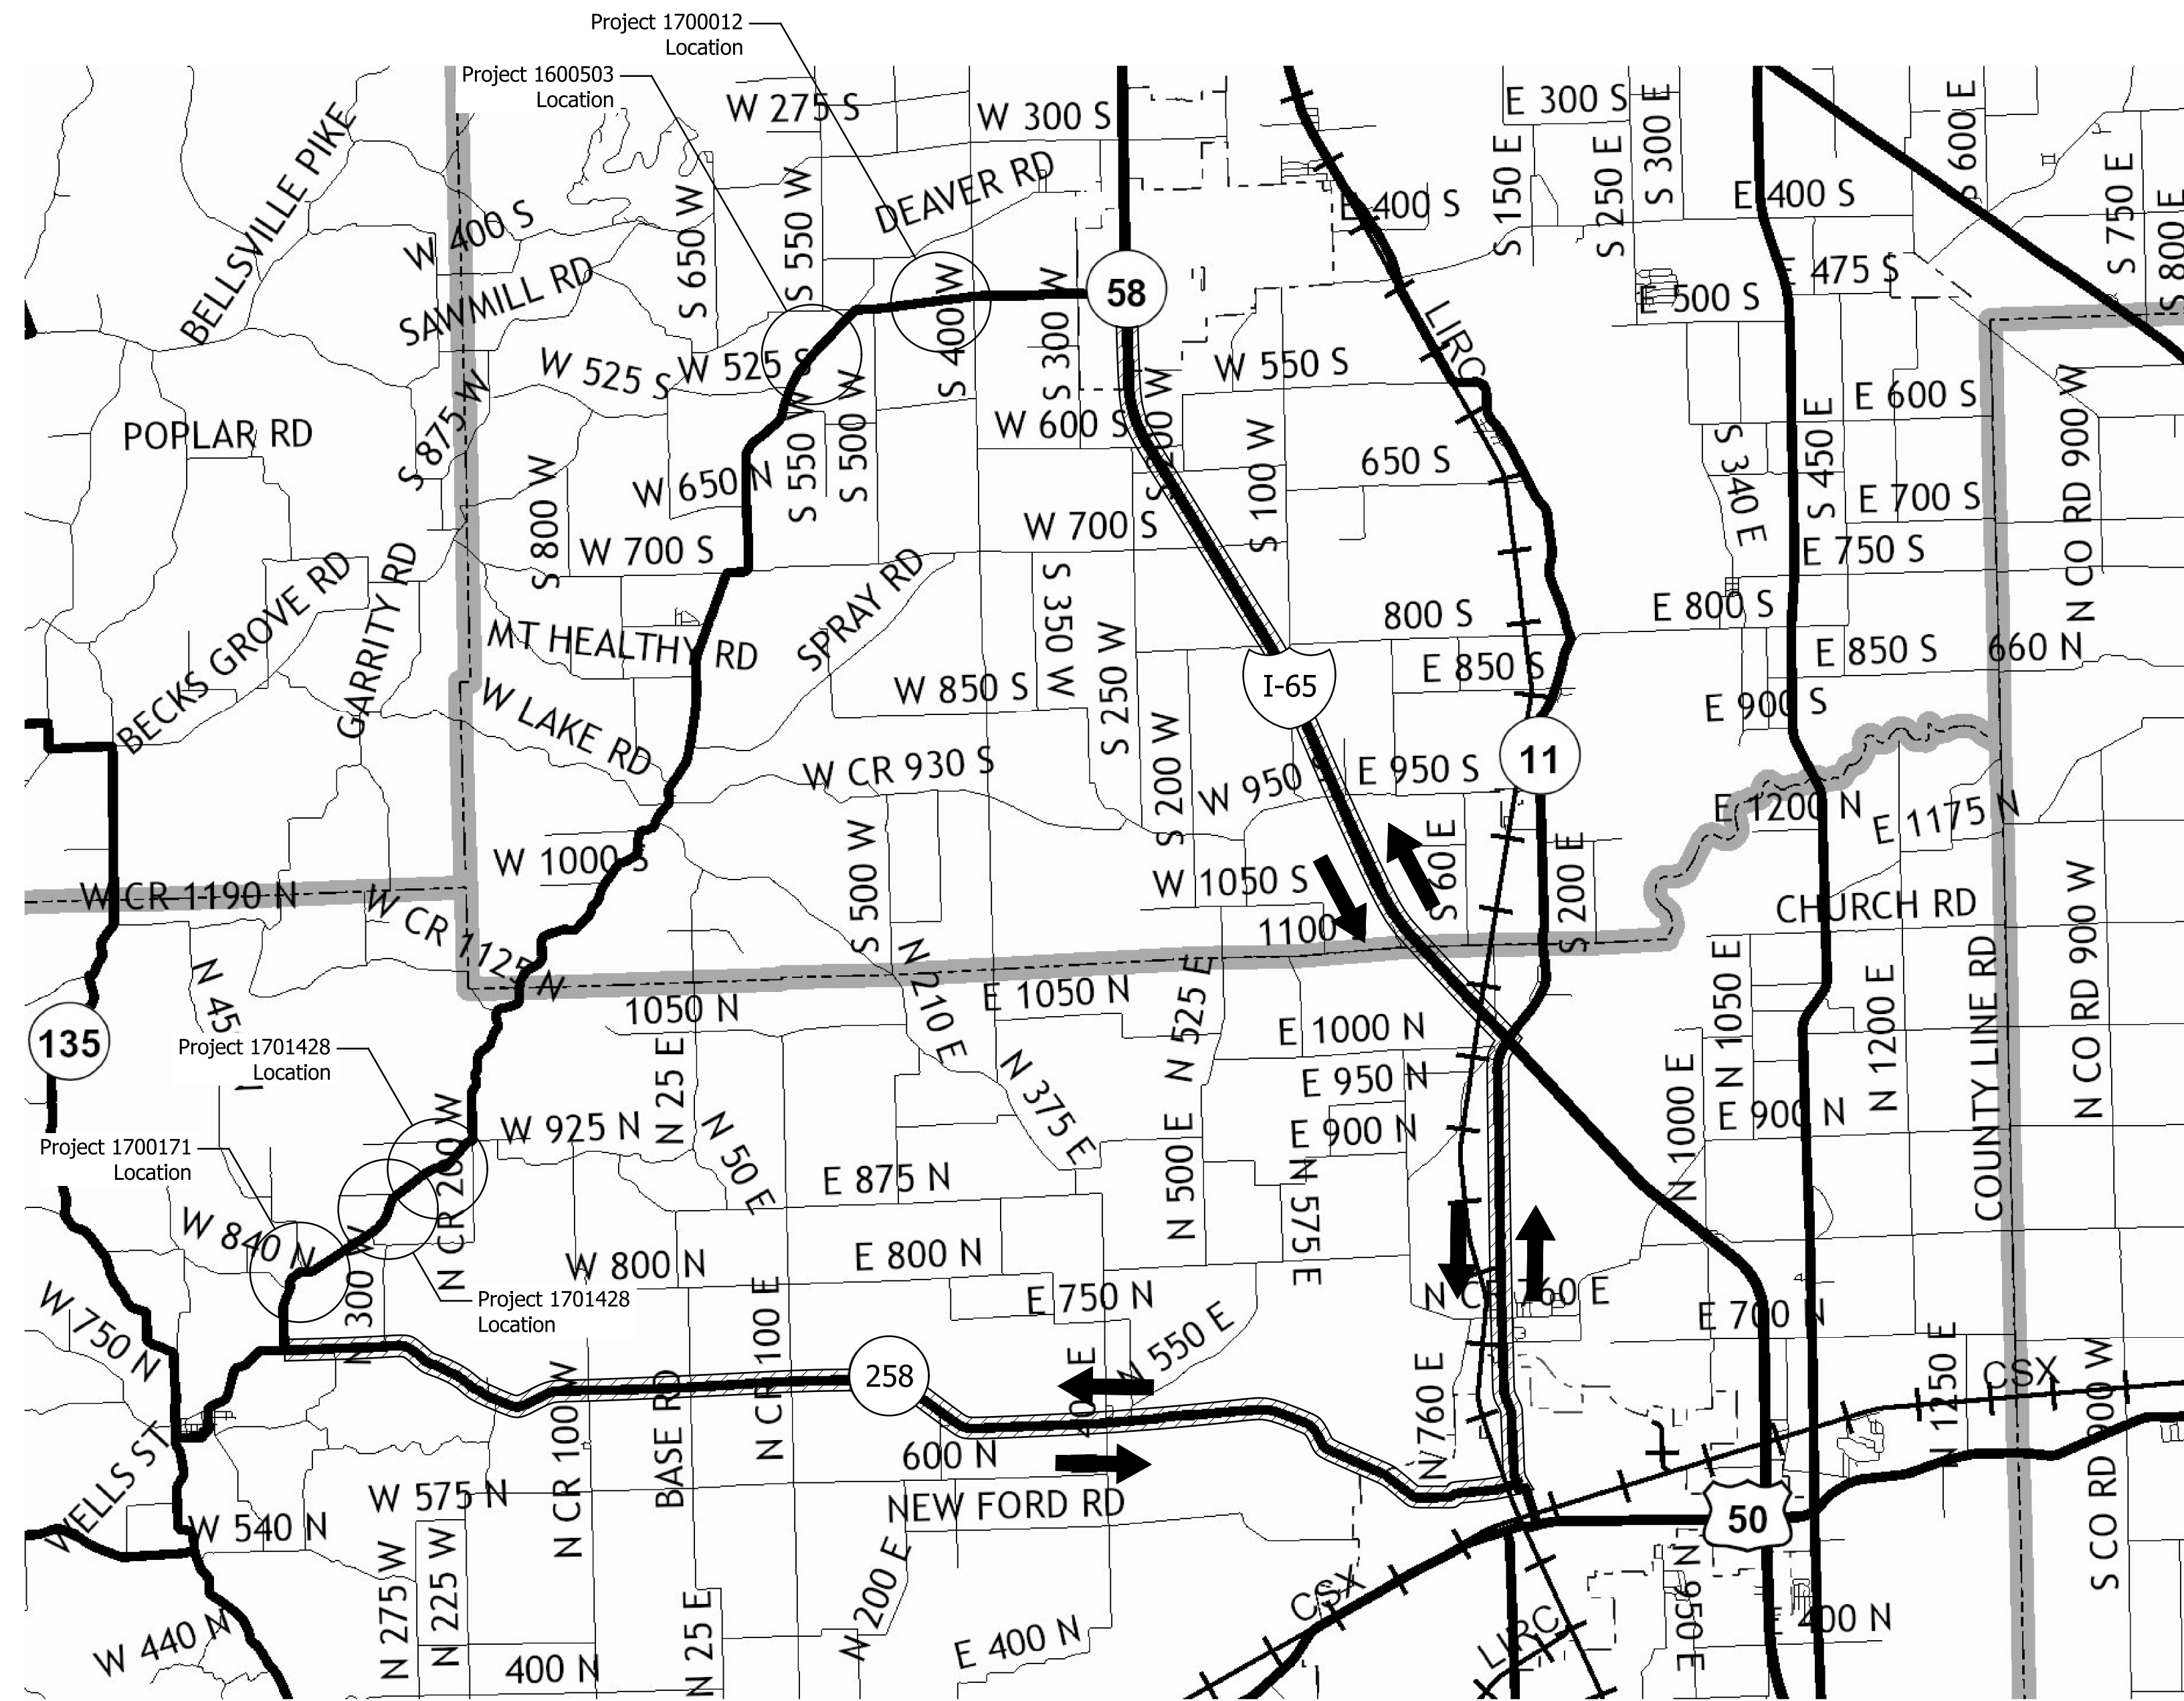 Project 1700012
Location
Project 1600503
Location
W 275 S
W 300 S
E 300 S
S 300 E
S 600 E
BELLSVILLE PIKE
DEAVER RD
S 150 E
S 250 E
S 750 E
S 800 E
W 400 S
S 650 W
S 550 W
E 400 S
E 400 S
SAWMILL RD
58
E 475 S
E 500 S
S 400 W
S 300 W
LIRC
W 525 S
W 525 S
W 550 S
E 600 S
POPLAR RD
S 875 W
S 550 W
S 500 W
W 600 S
S 100 W
650 S
S 340 E
S 450 E
N CO RD 900 W
W 650 N
S 800 W
W 700 S
W 700 S
E 700 S
E 750 S
BECKS GROVE RD
GARRITY RD
SPRAY RD
S 350 W
S 250 W
800 S
E 800 S
MT HEALTHY RD
E 850 S
E 850 S
660 N
W LAKE RD
W 850 S
I-65
E 900 S
11
W CR 930 S
S 200 W
W 950 S
E 950 S
E 1200 N
E 1175 N
W 1000 S
S 500 W
S 60 E
S 200 E
W CR 1190 N
W CR 1125 N
W 1050 S
1100
CHURCH RD
N CO RD 900 W
N 210 E
E 1050 N
N 525 E
1050 N
135
E 1000 N
N 1050 E
N 1200 E
COUNTY LINE RD
Project 1701428
Location
N 25 E
N 375 E
E 950 N
N 1000 E
E 900 N
N CR 200 W
W 925 N
N 50 E
N 500 E
E 900 N
N 575 E
Project 1700171
Location
W 840 N
E 875 N
W 800 N
E 800 N
Project 1701428
Location
N CR 100 E
E 750 N
N CR 760 E
E 700 N
W 750 N
N 300 W
N 550 E
258
N 1250 E
CSX
S CO RD 900 W
N CR 100 W
BASE RD
N 760 E
WELLS ST
600 N
W 575 N
NEW FORD RD
50
W 540 N
N 275 W
N 225 W
N 200 E
CSX
N 950 E
W 440 N
400 N
N 25 E
E 400 N
LIRC
E 400 N